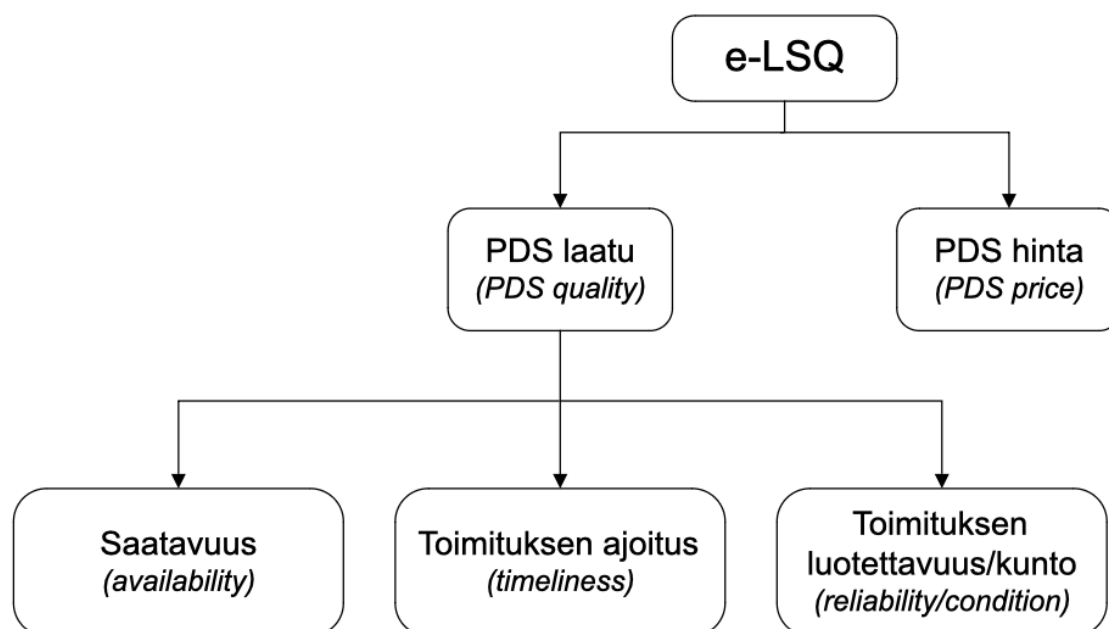 e-LSQ
PDS laatu
(PDS quality)
PDS hinta
(PDS price)
Saatavuus
(availability)
Toimituksen ajoitus
(timeliness)
Toimituksen
luotettavuus/kunto
(reliability/condition)